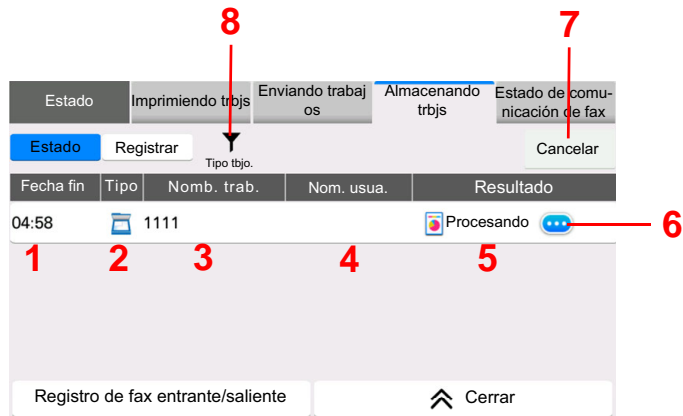 8
7
Estado
Imprimiendo trbjs
Enviando trabaj
os
Almacenando
trbjs
Estado de comu-
nicación de fax
Estado
Registrar
Tipo tbjo.
Cancelar
Fecha fin
Tipo
Nomb. trab.
Nom. usua.
Resultado
04:58
1111
Procesando
6
1
2
3
4
5
Registro de fax entrante/saliente
Cerrar